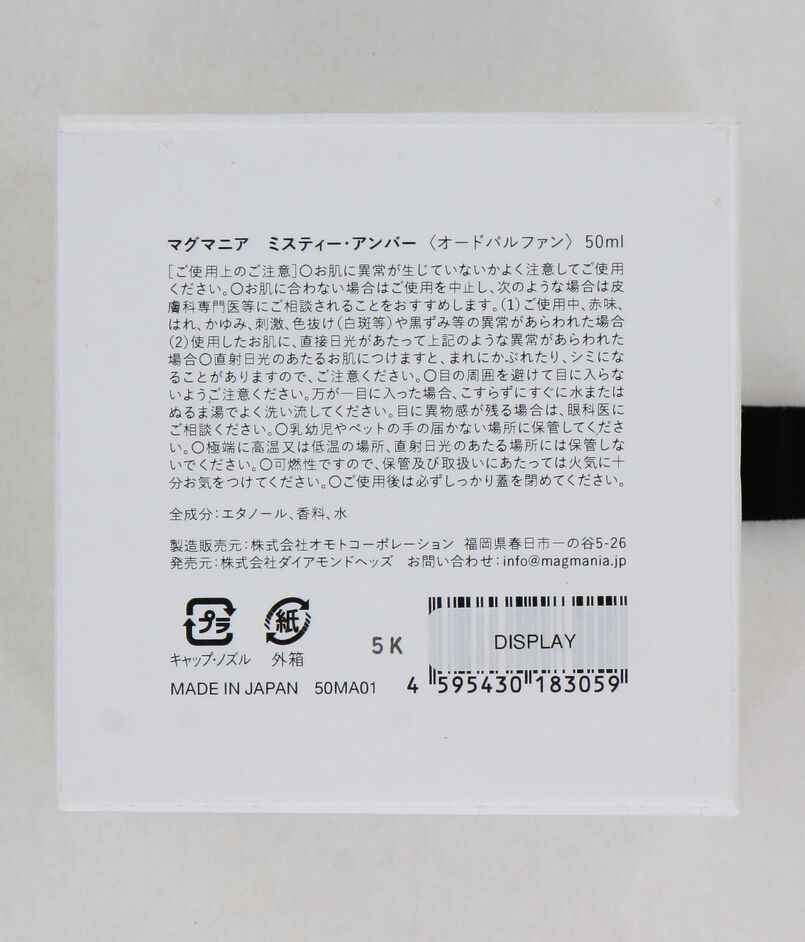 マグマニア　ミスティー・アンバー〈オードパルファン〉50ml
[ご使用上のご注意]〇お肌に異常が生じていないかよく注意してご使用
ください。〇お肌に合わない場合はご使用を中止し、次のような場合は皮
膚科専門医等にご相談されることをおすすめします。(1)ご使用中、赤味、
はれ、かゆみ、刺激、色抜け(白斑等)や黒ずみ等の異常があらわれた場合
(2)使用したお肌に、直接日光があたって上記のような異常があらわれた
場合〇直射日光のあたるお肌につけますと、まれにかぶれたり、シミにな
ることがありますので、ご注意ください。〇目の周囲を避けて目に入らな
いようご注意ください。万が一目に入った場合、こすらずにすぐに水または
ぬるま湯でよく洗い流してください。目に異物感が残る場合は、眼科医に
ご相談ください。〇乳幼児やペットの手の届かない場所に保管してくださ
い。〇極端に高温又は低温の場所、直射日光のあたる場所には保管しな
いでください。〇可燃性ですので、保管及び取扱いにあたっては火気に十
分お気をつけてください。〇ご使用後は必ずしっかり蓋を閉めてください。
全成分：エタノール、香料、水
製造販売元：株式会社オモトコーポレーション　福岡県春日市一の谷5-26
発売元：株式会社ダイアモンドヘッズ　お問い合わせ：info@magmania.jp
プラ 紙
キャップ・ノズル 外箱
5K
DISPLAY
MADE IN JAPAN 50MA01
4 595430 183059